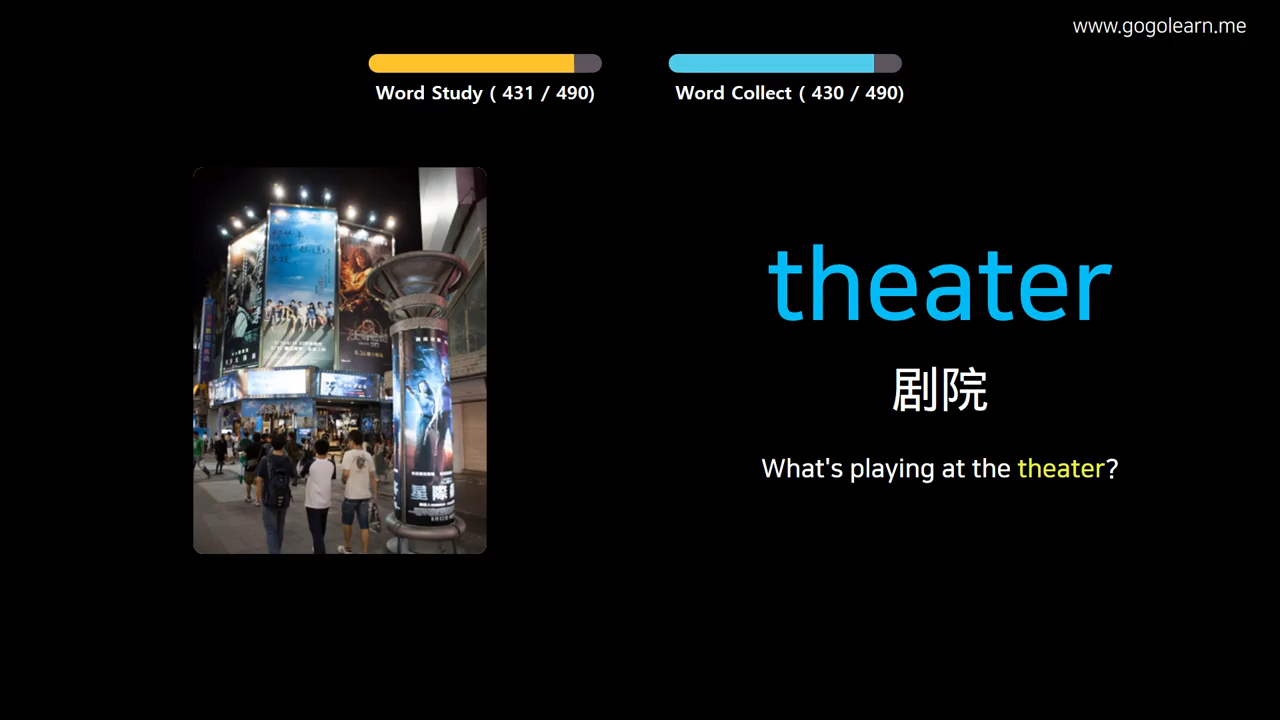 www.gogolearn.me
Word Study ( 431 / 490)
Word Collect ( 430 / 490)
theater
剧院
What's playing at the theater?